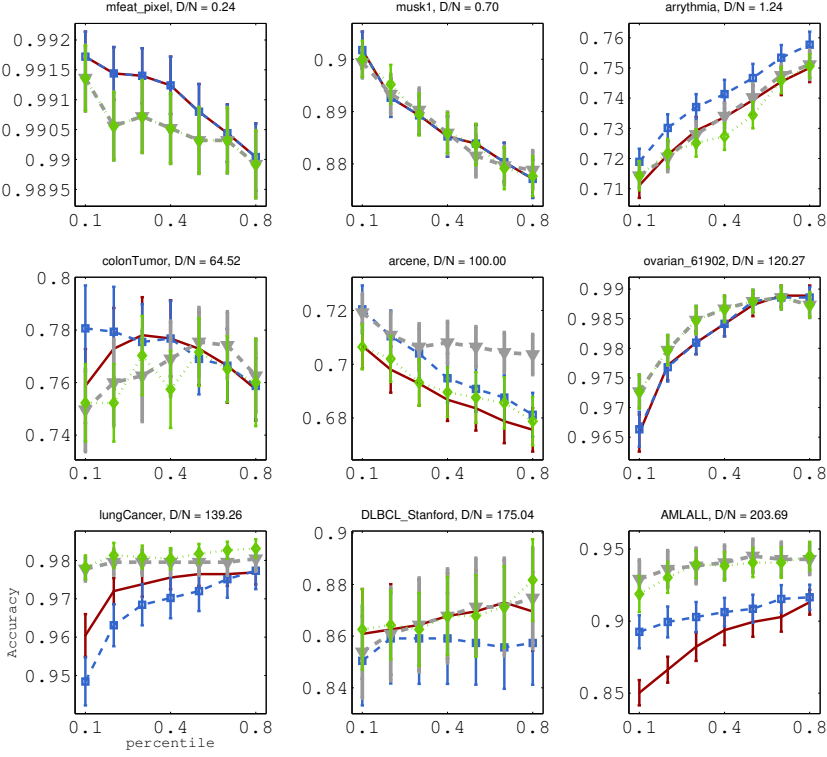 mfeat_pixel, D/N = 0.24
musk1, D/N = 0.70
arrythmia, D/N = 1.24
0.992
0.9915
0.991
0.9905
0.99
0.9895
0.1 0.4 0.8
0.9
0.89
0.88
0.1 0.4 0.8
0.76
0.75
0.74
0.73
0.72
0.71
0.1 0.4 0.8
colonTumor, D/N = 64.52
arcene, D/N = 100.00
ovarian_61902, D/N = 120.27
0.8
0.78
0.76
0.74
0.1 0.4 0.8
0.72
0.7
0.68
0.1 0.4 0.8
0.99
0.985
0.98
0.975
0.97
0.965
0.1 0.4 0.8
lungCancer, D/N = 139.26
DLBCL_Stanford, D/N = 175.04
AMLALL, D/N = 203.69
Accuracy
0.98
0.97
0.96
0.95
0.1 0.4 0.8
percentile
0.9
0.88
0.86
0.84
0.1 0.4 0.8
0.95
0.9
0.85
0.1 0.4 0.8